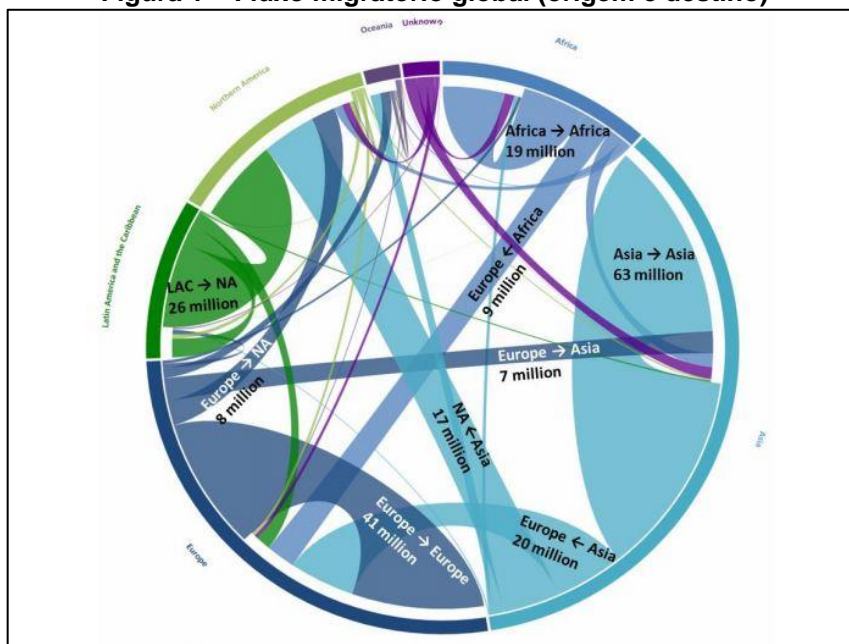 Figura 1 – Fluxo migratório global (origem e destino)
Oceania
Unknown
Africa
Northern America
Africa → Africa
19 million
Latin America and the Caribbean
Asia → Asia
63 million
Europe ← Africa
9 million
LAC → NA
26 million
Europe → NA
8 million
Europe → Asia
7 million
NA ← Asia
17 million
Asia
Europe → Europe
41 million
Europe ← Asia
20 million
Europe